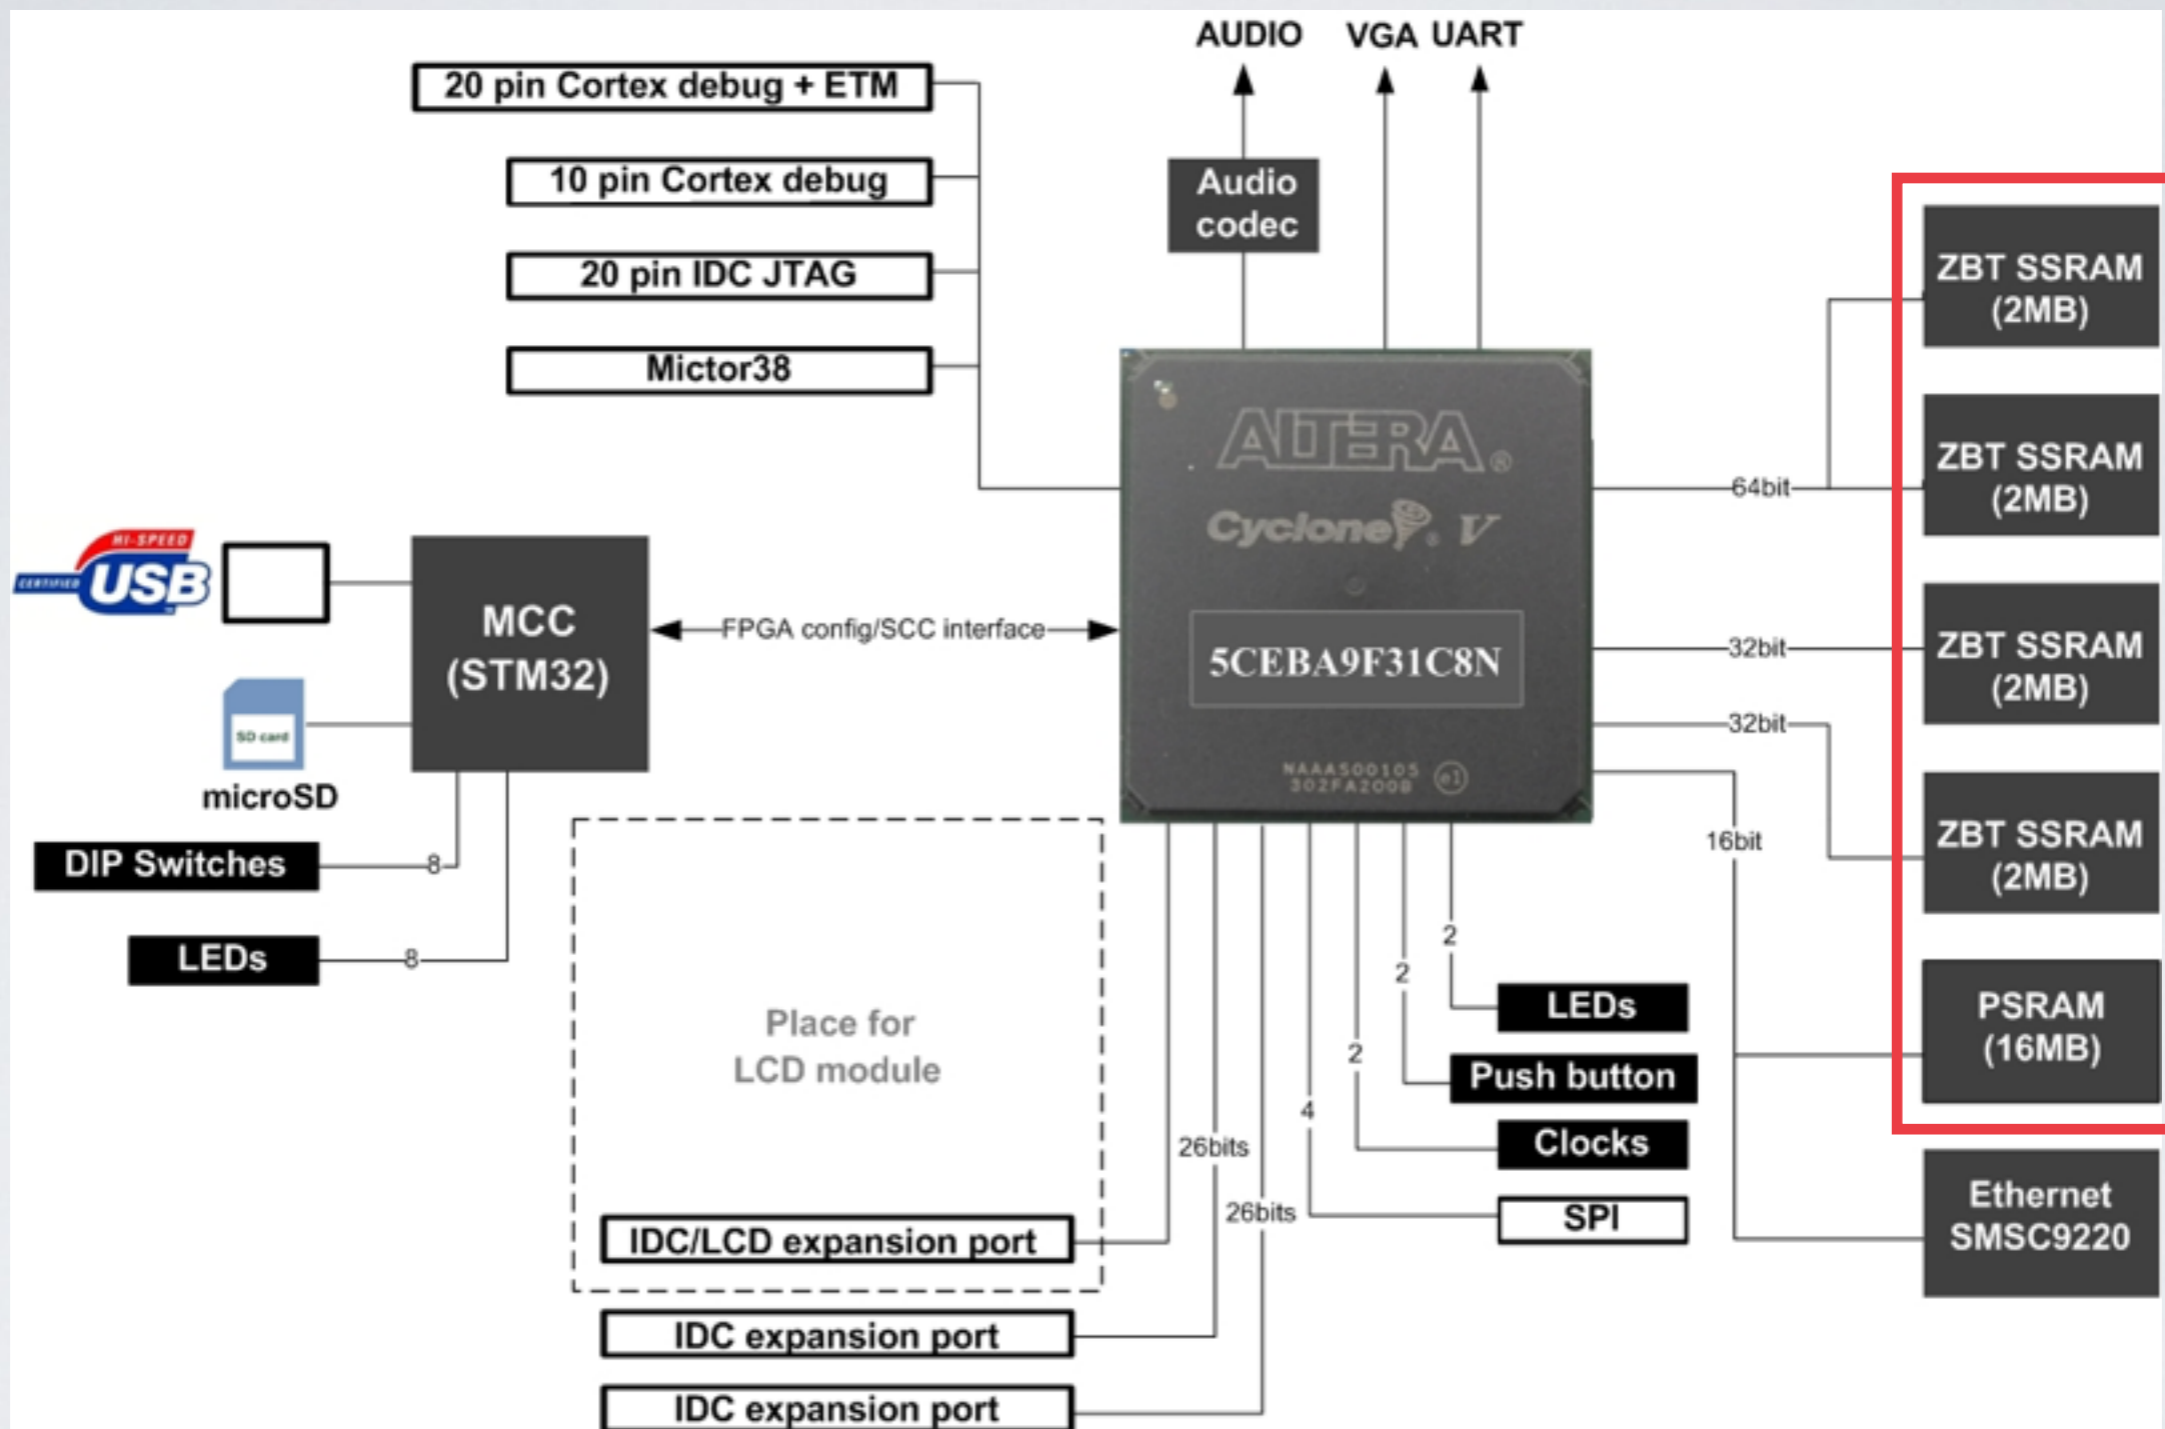 AUDIO VGA UART
20 pin Cortex debug + ETM
10 pin Cortex debug
20 pin IDC JTAG
Mictor38
Audio
codec
ALTERA®
Cyclone® V
5CEBA9F31C8N
NAAAS00105
302FA200B
e1
HI-SPEED
CERTIFIED
USB
MCC
(STM32)
FPGA config/SCC interface
SD card
microSD
DIP Switches
8
LEDs
8
64bit
32bit
32bit
16bit
ZBT SSRAM
(2MB)
ZBT SSRAM
(2MB)
ZBT SSRAM
(2MB)
ZBT SSRAM
(2MB)
PSRAM
(16MB)
Ethernet
SMSC9220
2
LEDs
2
Push button
2
Clocks
4
SPI
26bits
26bits
Place for
LCD module
IDC/LCD expansion port
IDC expansion port
IDC expansion port